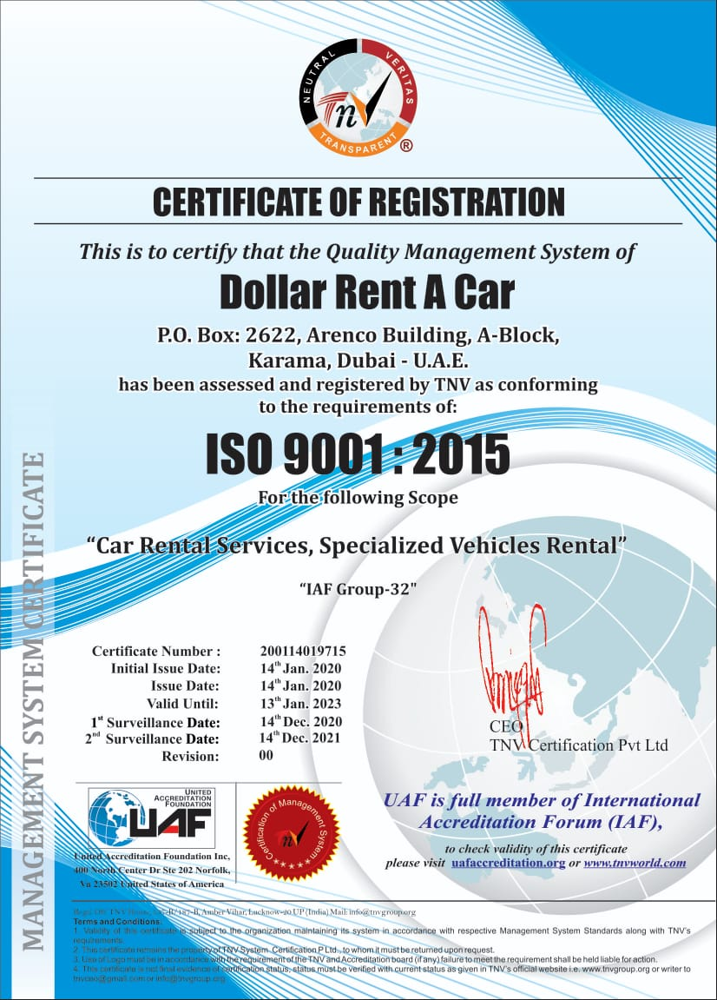 NEUTRAL
VERITAS
TnV
TRANSPARENT
®
CERTIFICATE OF REGISTRATION
This is to certify that the Quality Management System of
Dollar Rent A Car
P.O. Box: 2622, Arenco Building, A-Block,
Karama, Dubai - U.A.E.
has been assessed and registered by TNV as conforming
to the requirements of:
ISO 9001 : 2015
For the following Scope
“Car Rental Services, Specialized Vehicles Rental”
“IAF Group-32"
MANAGEMENT SYSTEM CERTIFICATE
Certificate Number : 200114019715
Initial Issue Date: 14th Jan. 2020
Issue Date: 14th Jan. 2020
Valid Until: 13th Jan. 2023
1st Surveillance Date: 14th Dec. 2020
2nd Surveillance Date: 14th Dec. 2021
Revision: 00
CEO
TNV Certification Pvt Ltd
UNITED
ACCREDITATION
FOUNDATION
UAF
United Accreditation Foundation Inc,
400 North Center Dr Ste 202 Norfolk,
Va 23502 United States of America
Certification of Management System
TnV
UAF is full member of International
Accreditation Forum (IAF),
to check validity of this certificate
please visit uafaccreditation.org or www.tnvworld.com
TNV House, B, Amber Vihar, Lucknow-20 UP (India) Mail: info@tnvgroup.org
Terms and Conditions.
1. Validity of this certificate is subject to the organization maintaining its system in accordance with respective Management System Standards along with TNV's
requirements.
2. This certificate remains the property of TNV System Certification P Ltd., to whom it must be returned upon request.
3. Use of Logo must be in accordance with the requirement of the TNV and Accreditation board (if any) failure to meet the requirement shall be held liable for action.
4. This certificate is not final evidence of certification status, status must be verified with current status as given in TNV's official website i.e. www.tnvgroup.org or writer to
tnvceo@gmail.com or info@tnvgroup.org